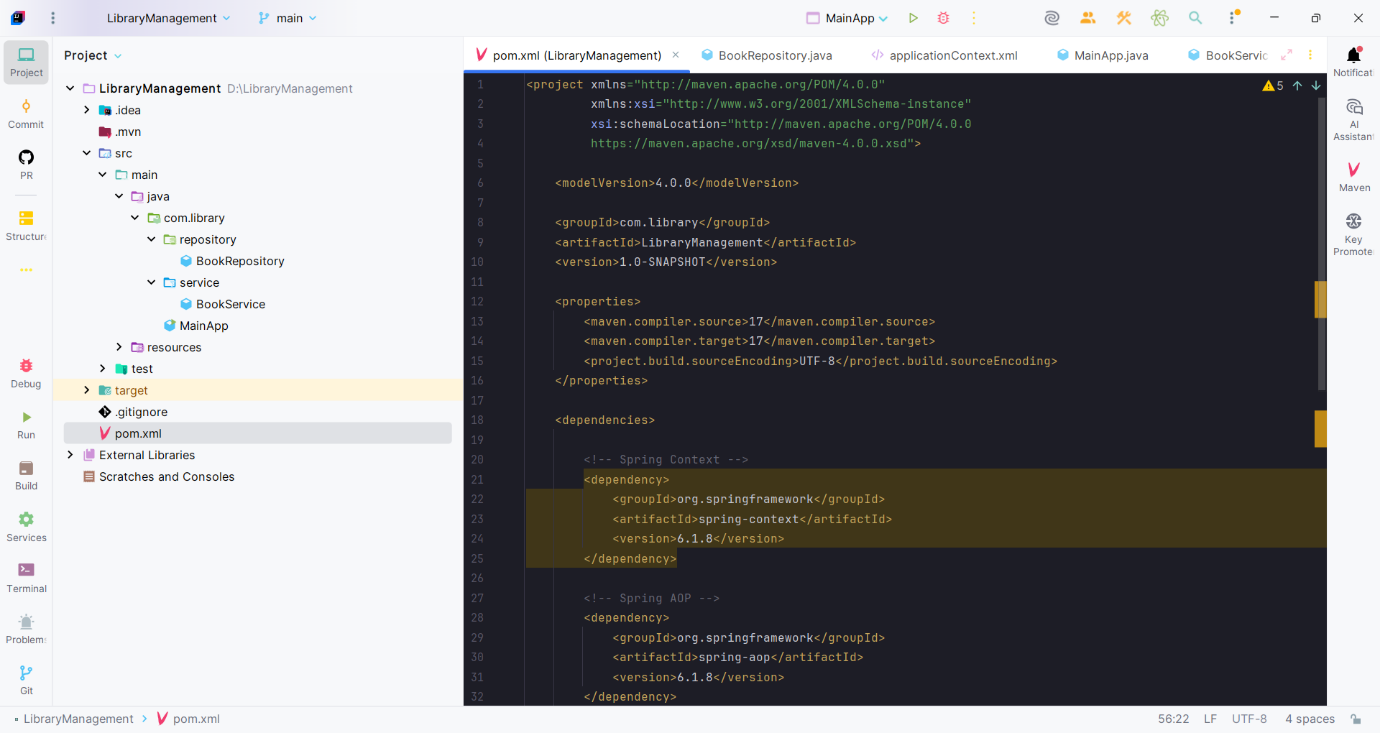 LibraryManagement
main
MainApp
Project
Commit
PR
Structur
Debug
Run
Build
Services
Terminal
Problem
Git
Project
LibraryManagement D:\LibraryManagement
.idea
.mvn
src
main
java
com.library
repository
BookRepository
service
BookService
MainApp
resources
test
target
.gitignore
pom.xml
External Libraries
Scratches and Consoles
pom.xml (LibraryManagement)
BookRepository.java
</> applicationContext.xml
MainApp.java
BookServic
5
1 <project xmlns="http://maven.apache.org/POM/4.0.0"
2 xmlns:xsi="http://www.w3.org/2001/XMLSchema-instance"
3 xsi:schemaLocation="http://maven.apache.org/POM/4.0.0
4 https://maven.apache.org/xsd/maven-4.0.0.xsd">
5
6 <modelVersion>4.0.0</modelVersion>
7
8 <groupId>com.library</groupId>
9 <artifactId>LibraryManagement</artifactId>
10 <version>1.0-SNAPSHOT</version>
11
12 <properties>
13 <maven.compiler.source>17</maven.compiler.source>
14 <maven.compiler.target>17</maven.compiler.target>
15 <project.build.sourceEncoding>UTF-8</project.build.sourceEncoding>
16 </properties>
17
18 <dependencies>
19
20 <!-- Spring Context -->
21 <dependency>
22 <groupId>org.springframework</groupId>
23 <artifactId>spring-context</artifactId>
24 <version>6.1.8</version>
25 </dependency>
26
27 <!-- Spring AOP -->
28 <dependency>
29 <groupId>org.springframework</groupId>
30 <artifactId>spring-aop</artifactId>
31 <version>6.1.8</version>
32 </dependency>
Notificati
AI
Assistan
Maven
Key
Promote
LibraryManagement
pom.xml
56:22 LF UTF-8 4 spaces